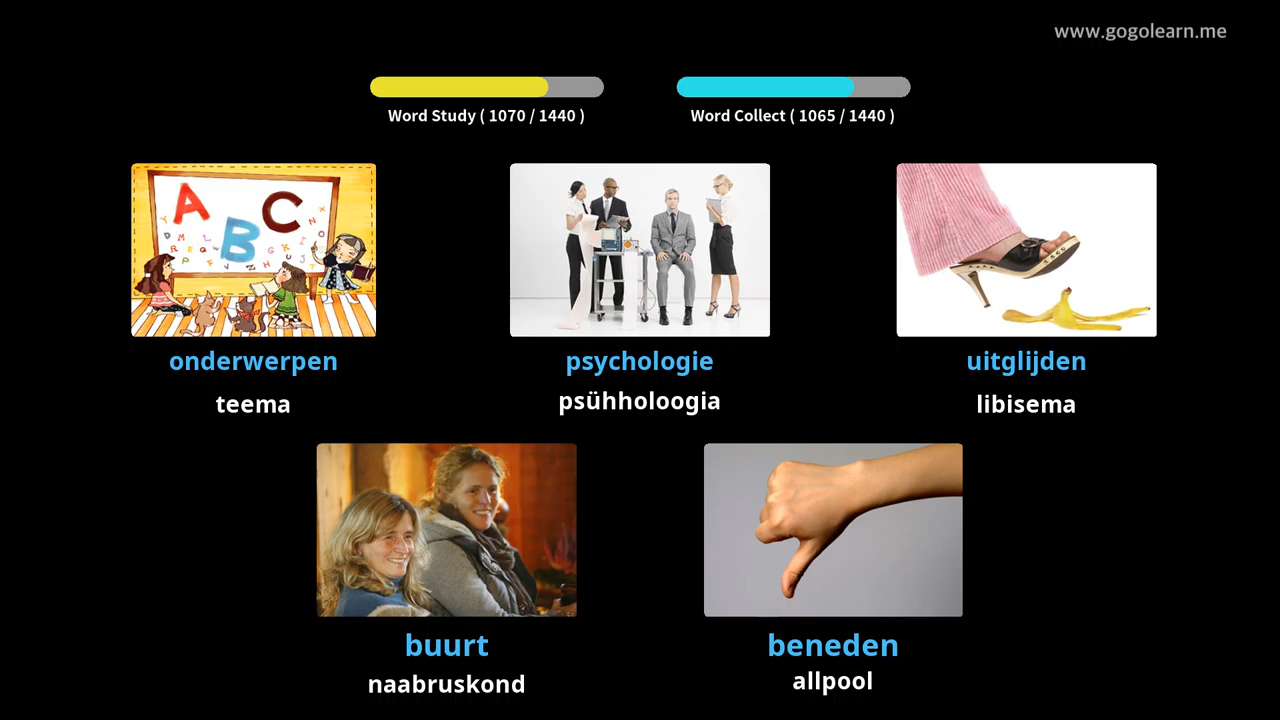 www.gogolearn.me
Word Study ( 1070 / 1440 )
Word Collect ( 1065 / 1440 )
A B C
onderwerpen
teema
psychologie
psühholoogia
uitglijden
libisema
buurt
naabruskond
beneden
allpool